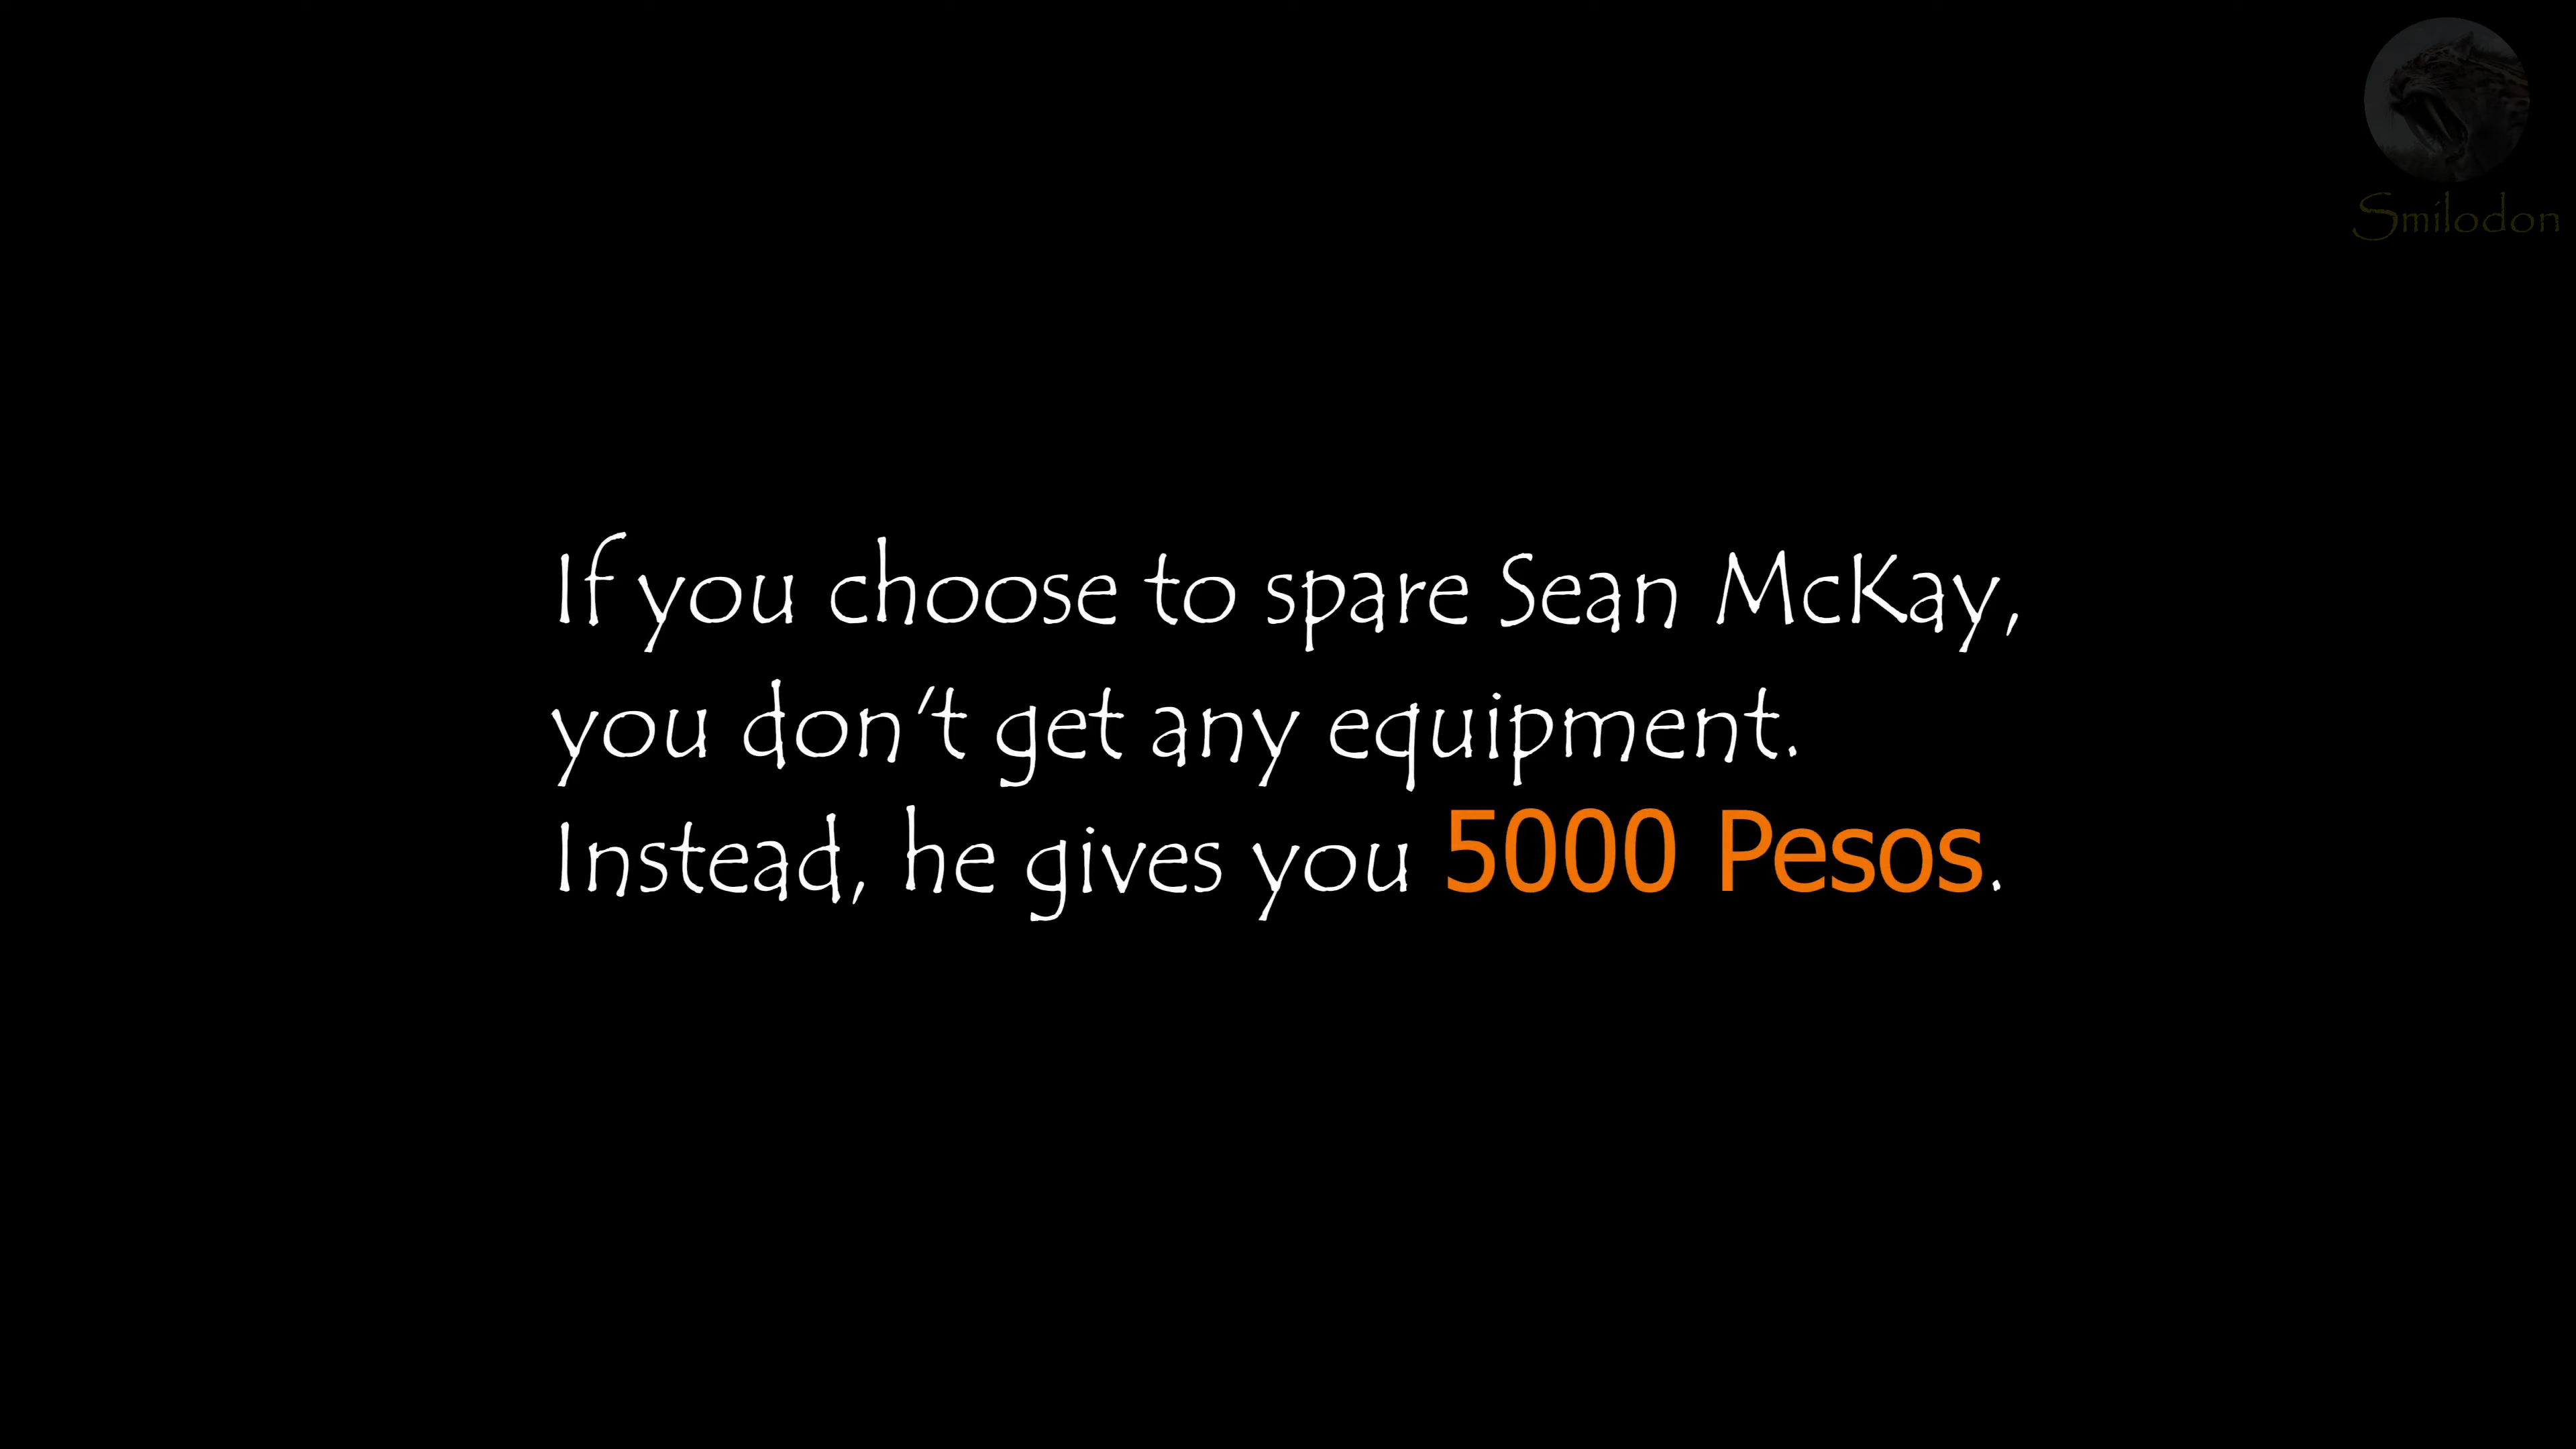 Smilodon
If you choose to spare Sean McKay,
you don't get any equipment.
Instead, he gives you 5000 Pesos.